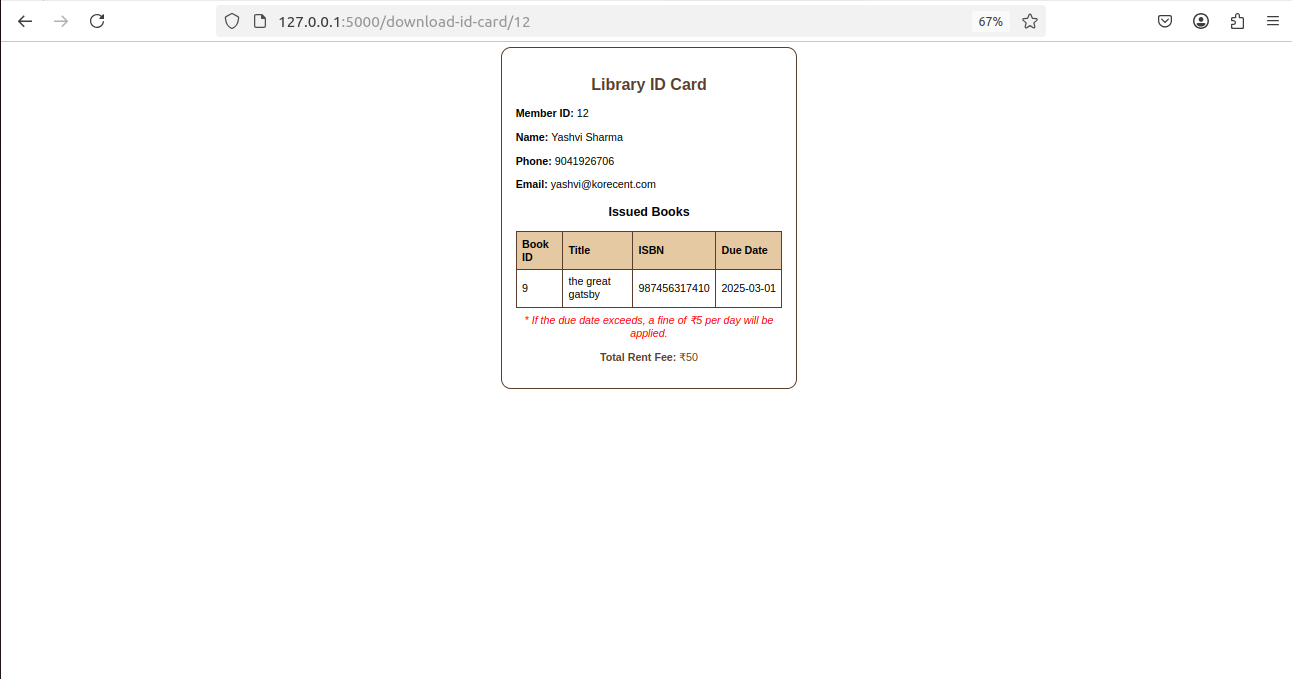 127.0.0.1:5000/download-id-card/12
67%
Library ID Card
Member ID: 12
Name: Yashvi Sharma
Phone: 9041926706
Email: yashvi@korecent.com
Issued Books
Book ID Title ISBN Due Date
9 the great gatsby 987456317410 2025-03-01
* If the due date exceeds, a fine of ₹5 per day will be
applied.
Total Rent Fee: ₹50